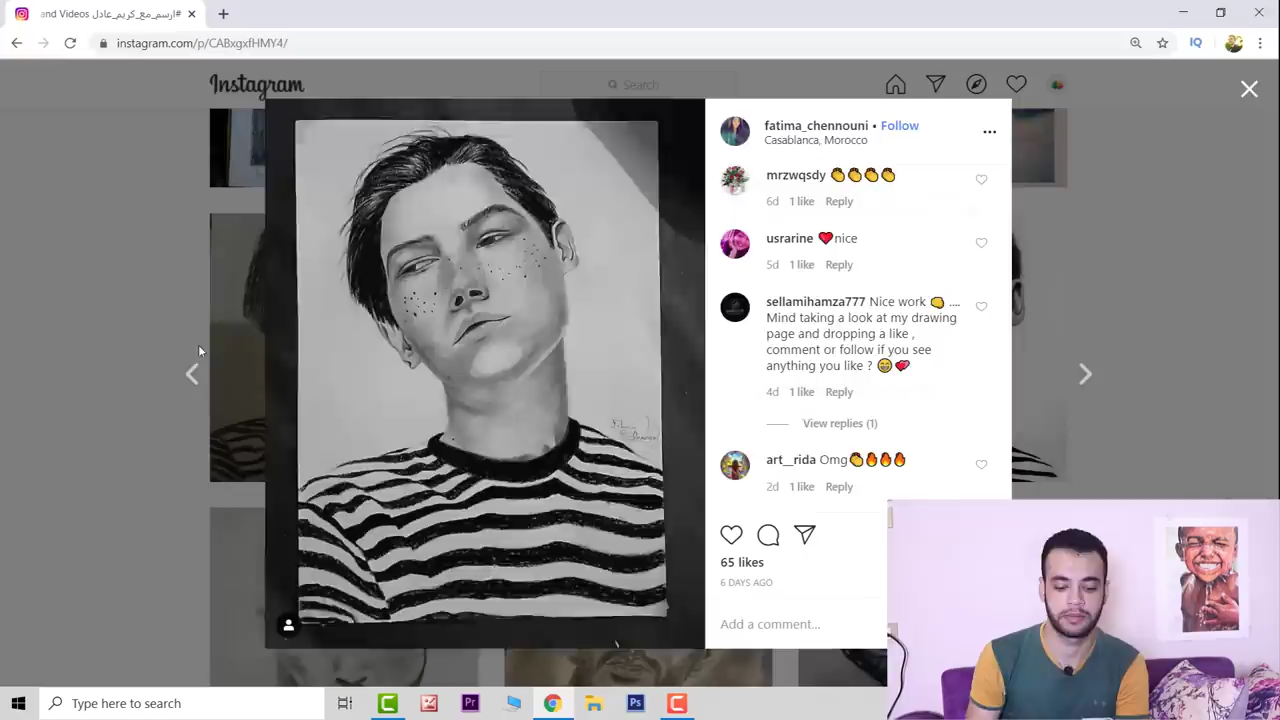 #ارسم_مع_كريم_عادل and Videos
instagram.com/p/CABxgxfHMY4/
IQ
Instagram
Search
fatima_chennouni • Follow
Casablanca, Morocco
mrzwqsdy 👏👏👏👏
6d 1 like Reply
usrarine ❤️nice
5d 1 like Reply
sellamihamza777 Nice work 👏 ....
Mind taking a look at my drawing
page and dropping a like ,
comment or follow if you see
anything you like ? 😁💕
4d 1 like Reply
View replies (1)
art__rida Omg👏🔥🔥🔥
2d 1 like Reply
65 likes
6 DAYS AGO
Add a comment...
Type here to search
Pr
Ps